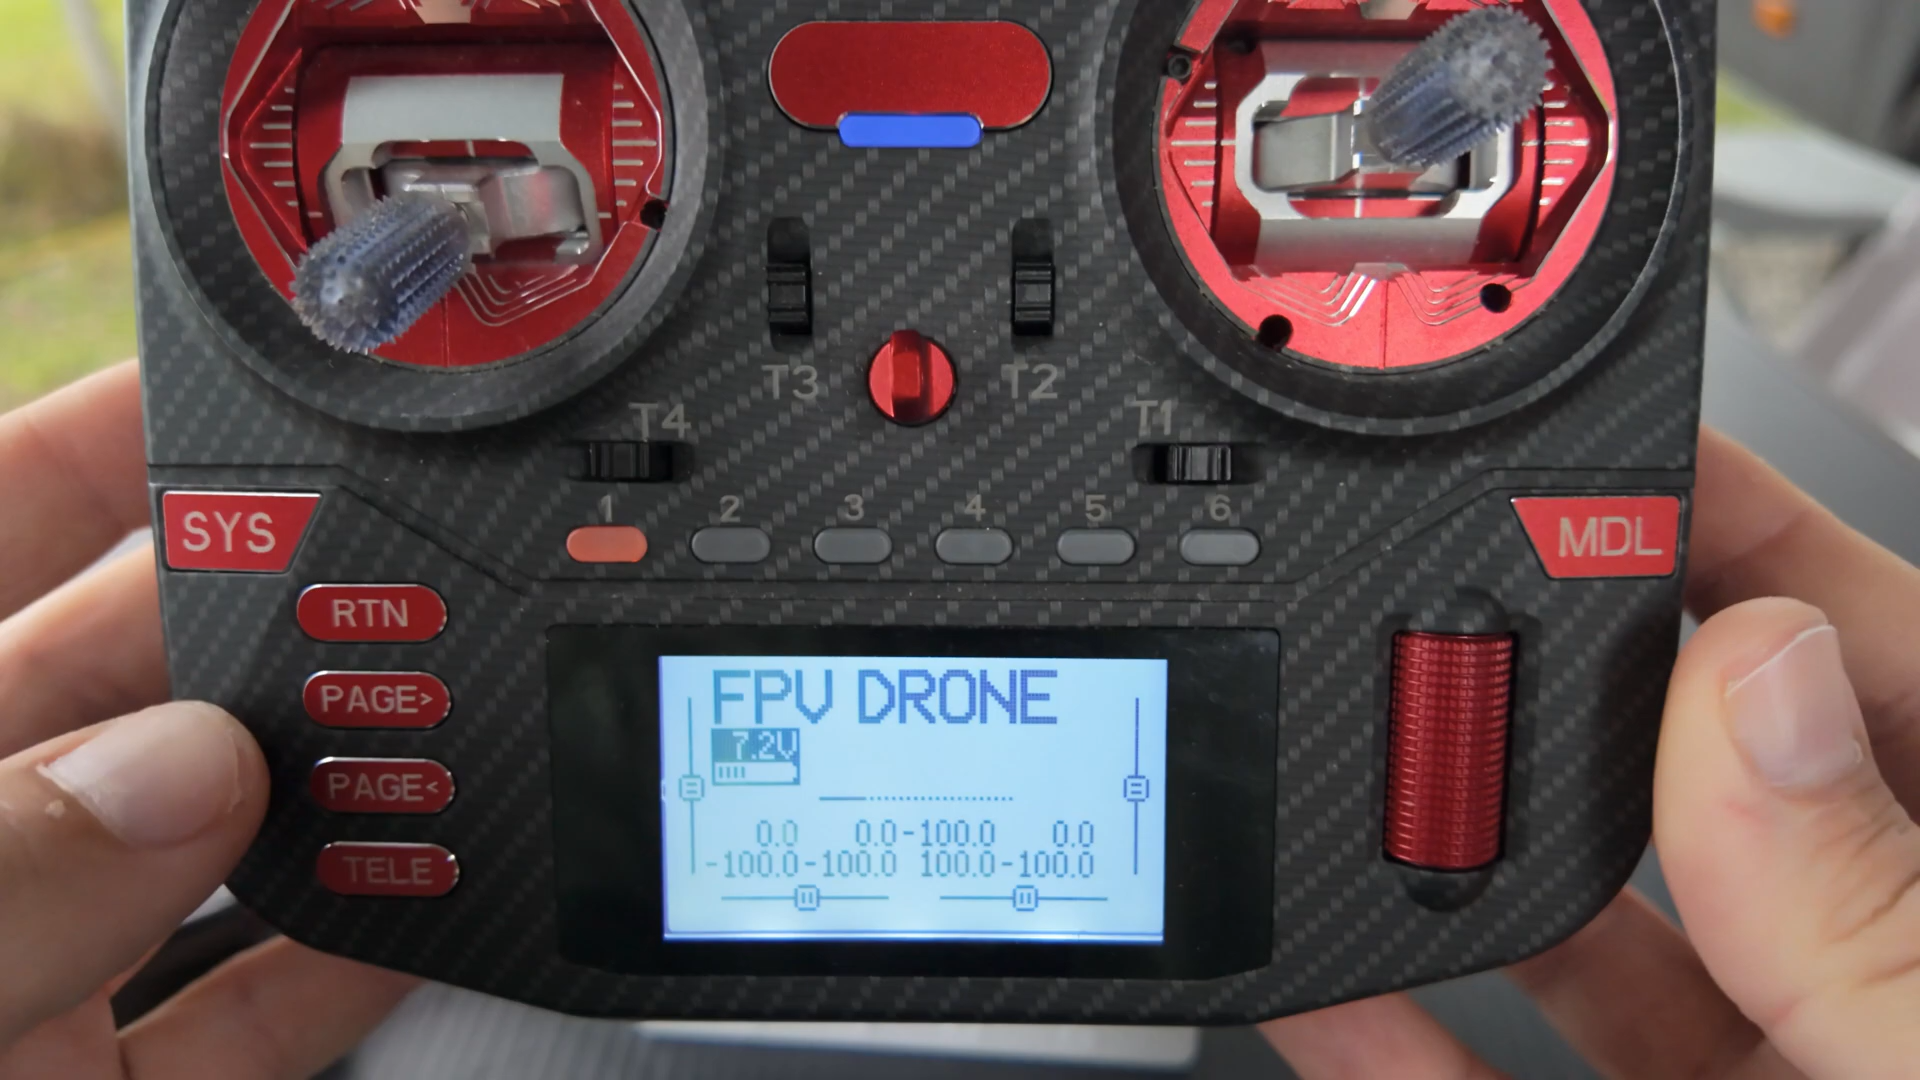 T3
T2
T4
T1
1 2 3 4 5 6
SYS
MDL
RTN
PAGE>
PAGE<
TELE
FPV DRONE
7.2V
0.0 0.0 -100.0 0.0
-100.0 -100.0 100.0 -100.0